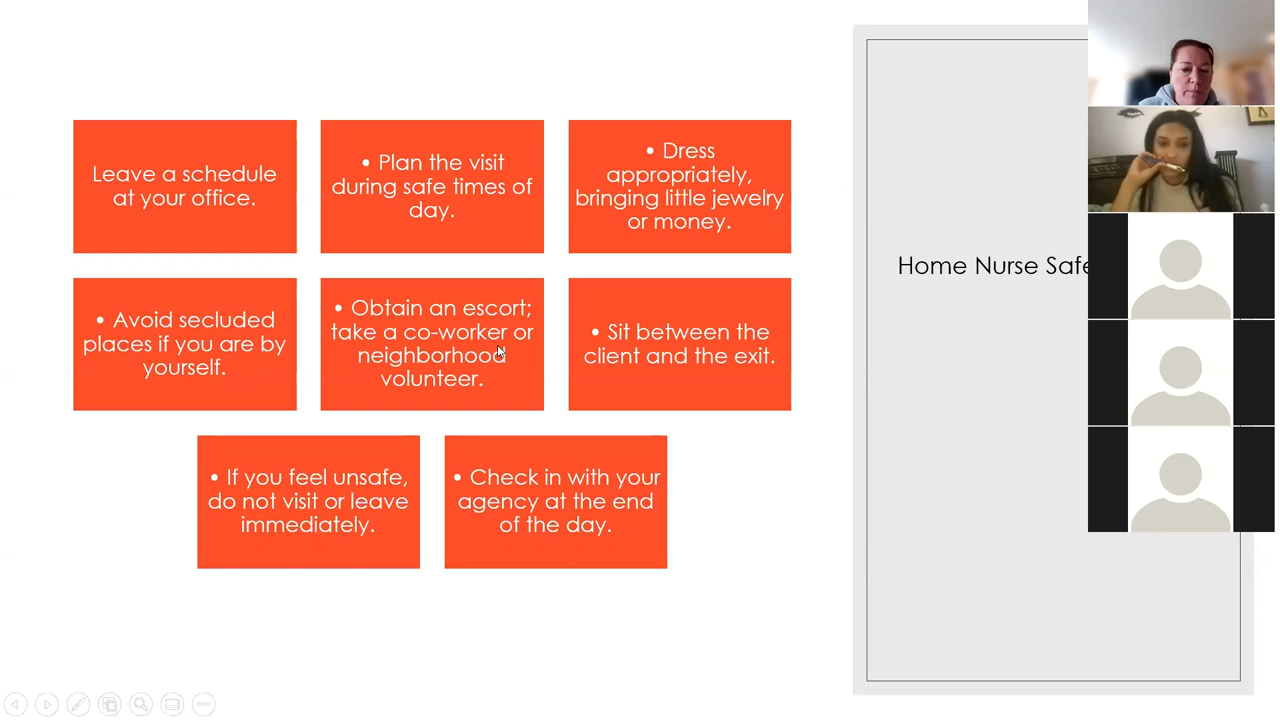 Leave a schedule
at your office.
• Plan the visit
during safe times of
day.
• Dress
appropriately,
bringing little jewelry
or money.
• Avoid secluded
places if you are by
yourself.
• Obtain an escort;
take a co-worker or
neighborhood
volunteer.
• Sit between the
client and the exit.
• If you feel unsafe,
do not visit or leave
immediately.
• Check in with your
agency at the end
of the day.
Home Nurse